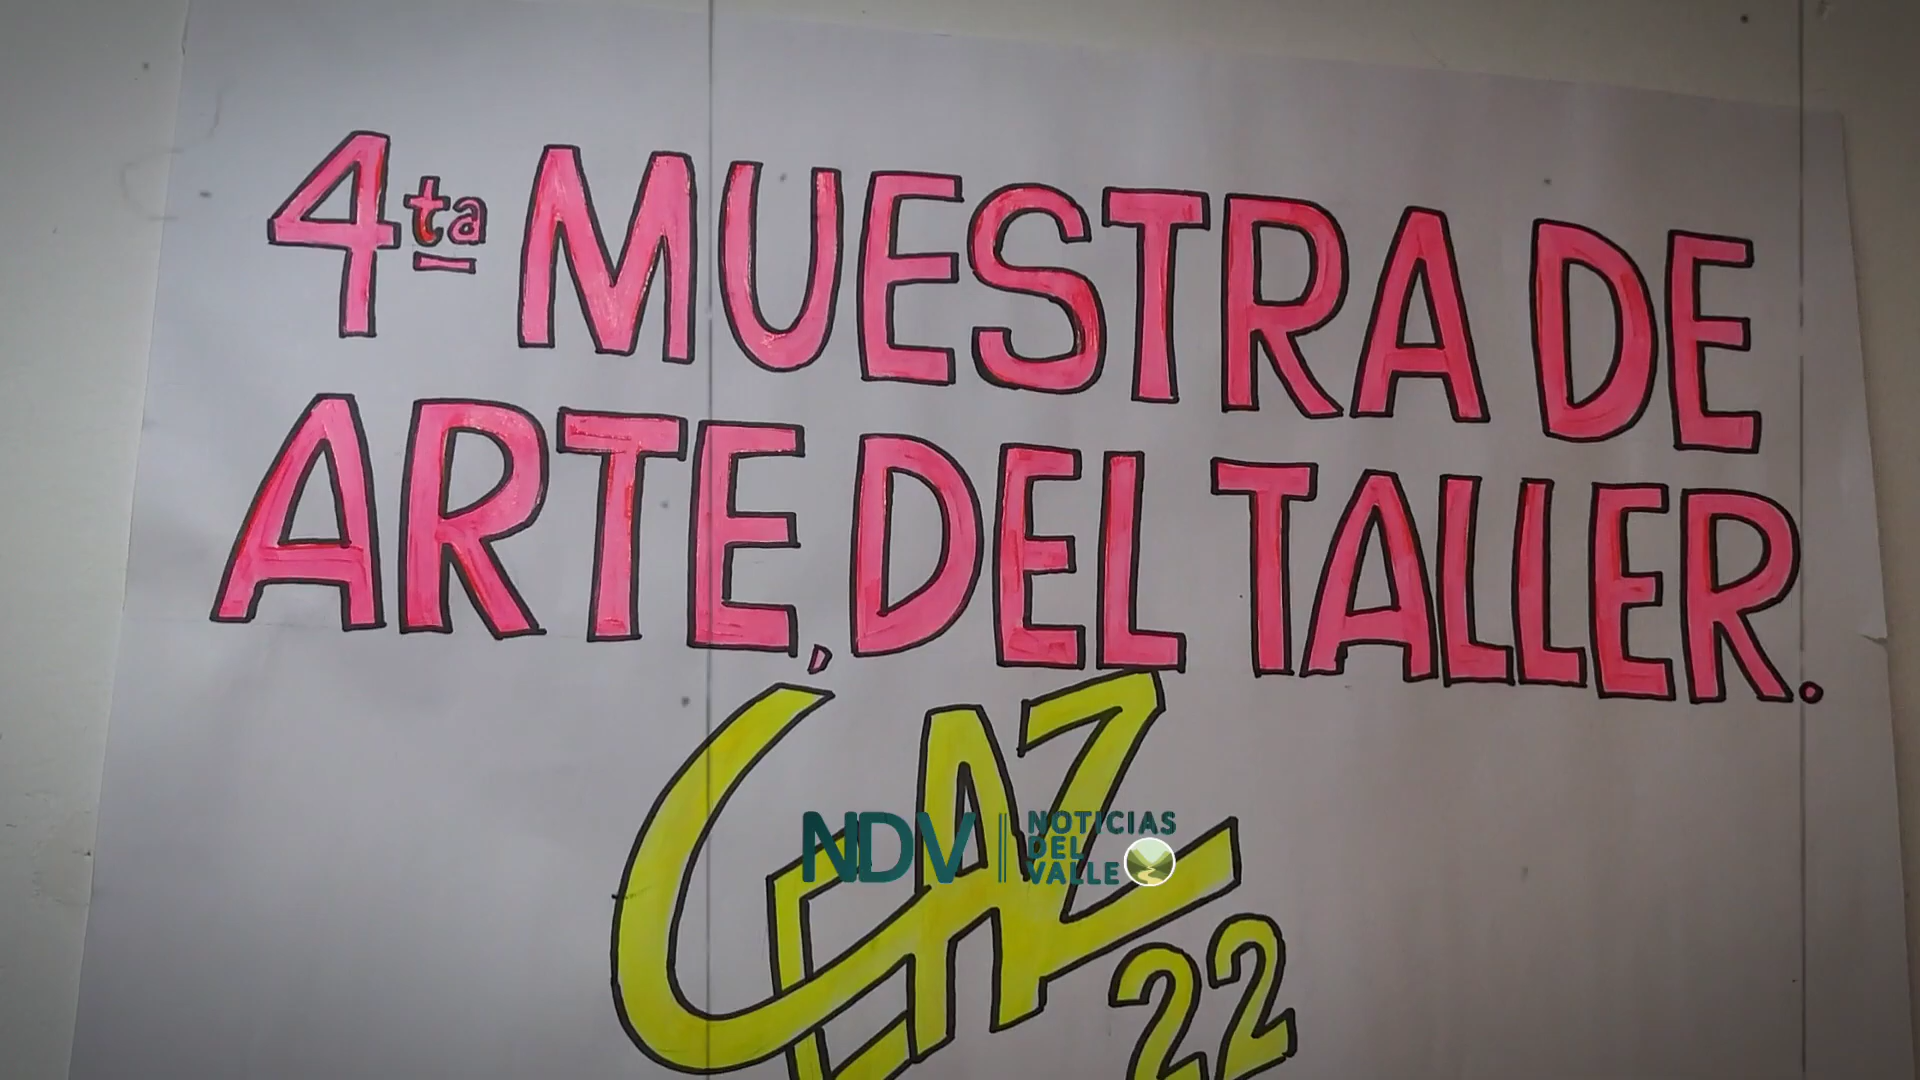 4ta MUESTRA DE
ARTE, DEL TALLER.
CEAZ
22
NDV
NOTICIAS
DEL
VALLE